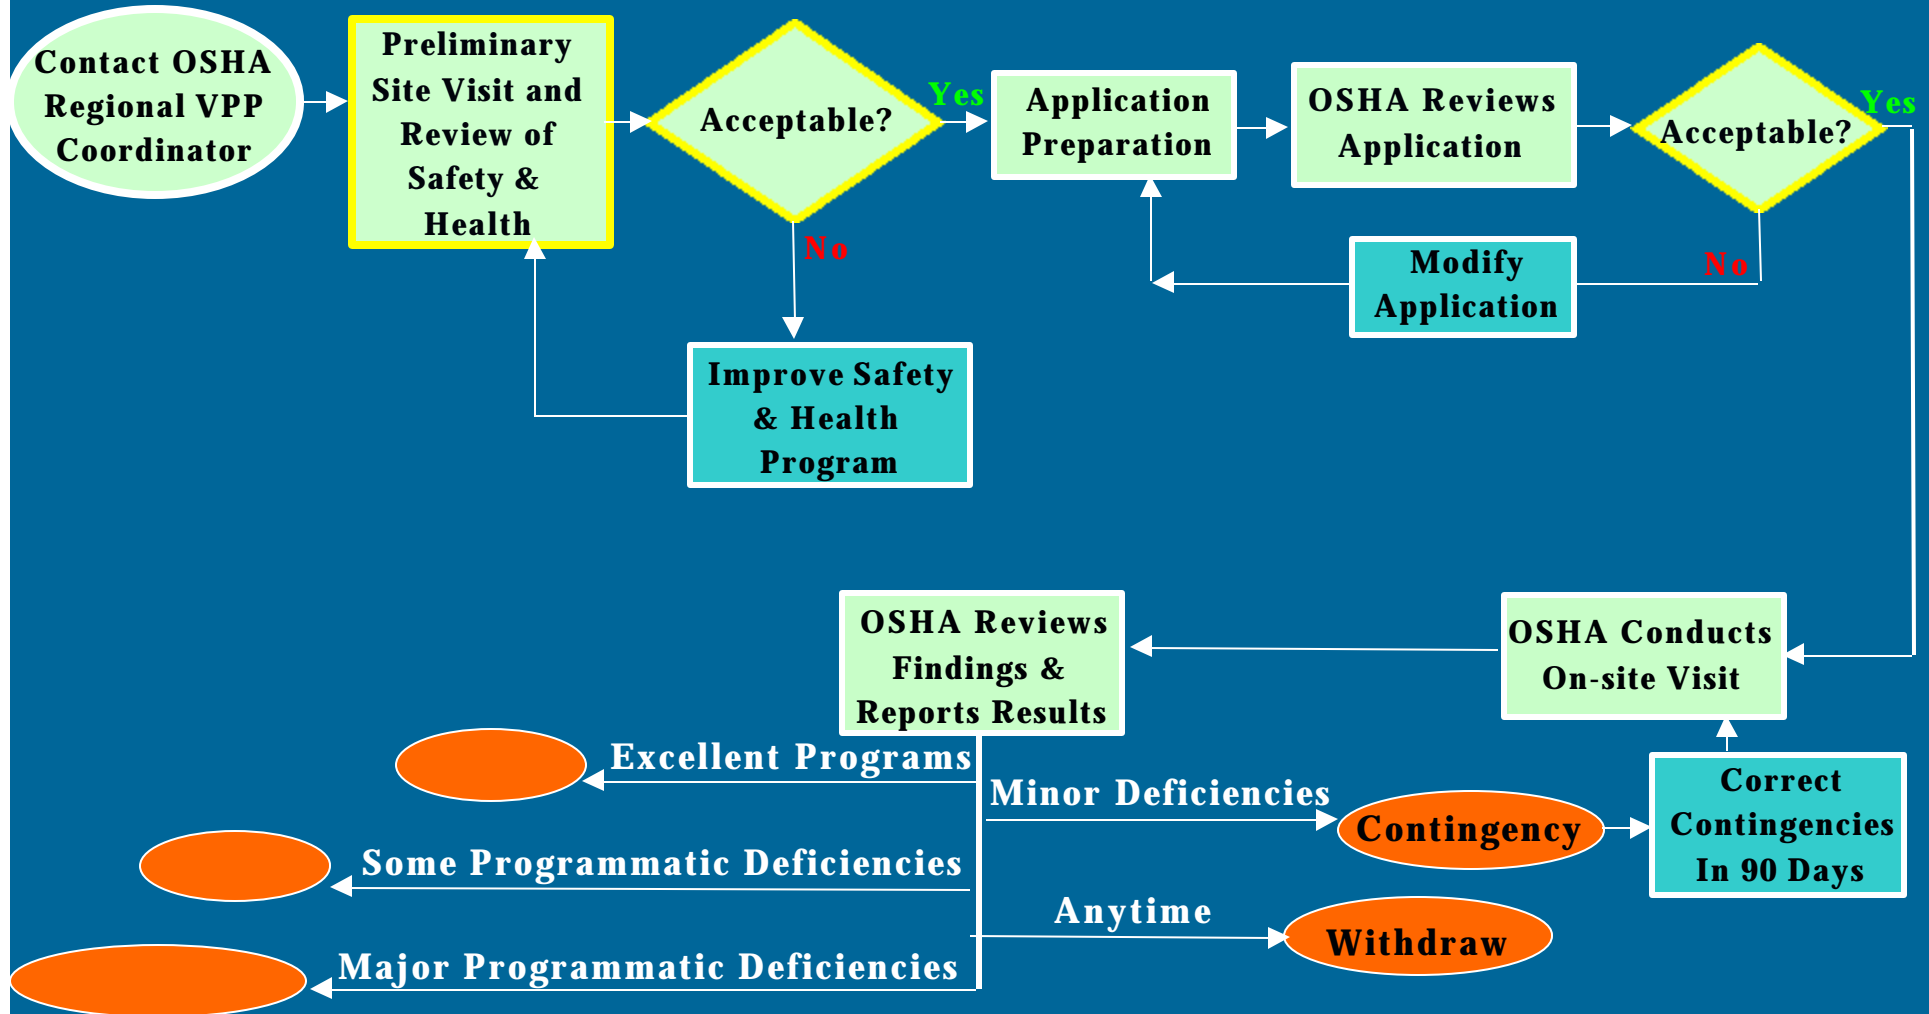 Contact OSHA
Regional VPP
Coordinator
Preliminary
Site Visit and
Review of
Safety &
Health
Acceptable?
Yes
No
Improve Safety
& Health
Program
Application
Preparation
OSHA Reviews
Application
Acceptable?
Yes
No
Modify
Application
OSHA Conducts
On-site Visit
OSHA Reviews
Findings &
Reports Results
Excellent Programs
Minor Deficiencies
Contingency
Correct
Contingencies
In 90 Days
Some Programmatic Deficiencies
Anytime
Withdraw
Major Programmatic Deficiencies